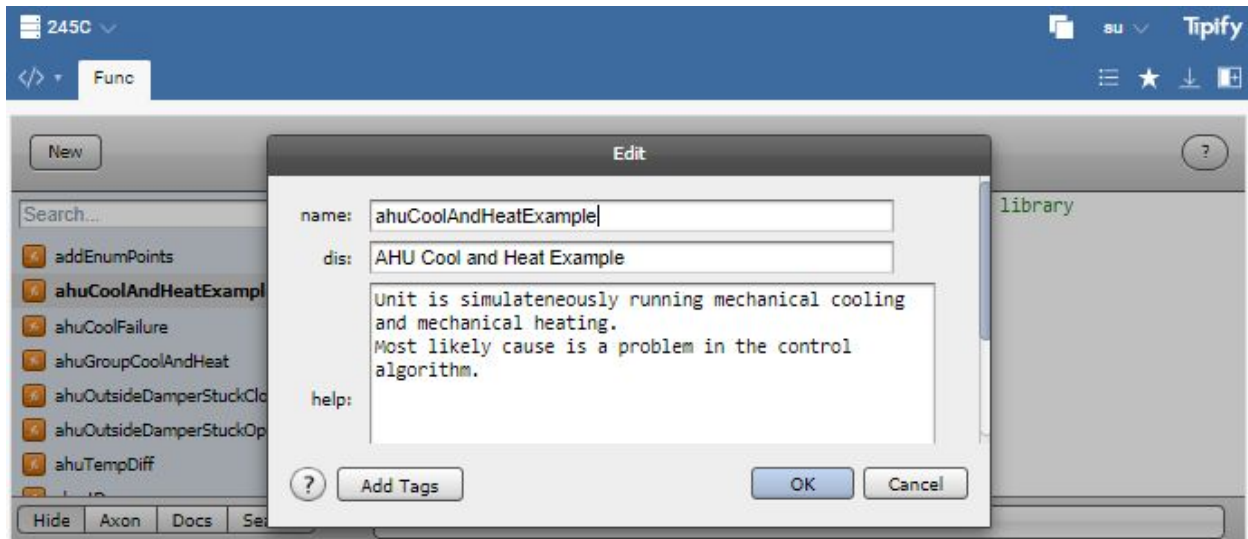 245C su Tipify
</> Func
New Edit ?
Search... name: ahuCoolAndHeatExample library
addEnumPoints dis: AHU Cool and Heat Example
ahuCoolAndHeatExampl
ahuCoolFailure
ahuGroupCoolAndHeat
ahuOutsideDamperStuckClo
ahuOutsideDamperStuckOp
ahuTempDiff
help:
Unit is simulateneously running mechanical cooling
and mechanical heating.
Most likely cause is a problem in the control
algorithm.
? Add Tags OK Cancel
Hide Axon Docs Sea